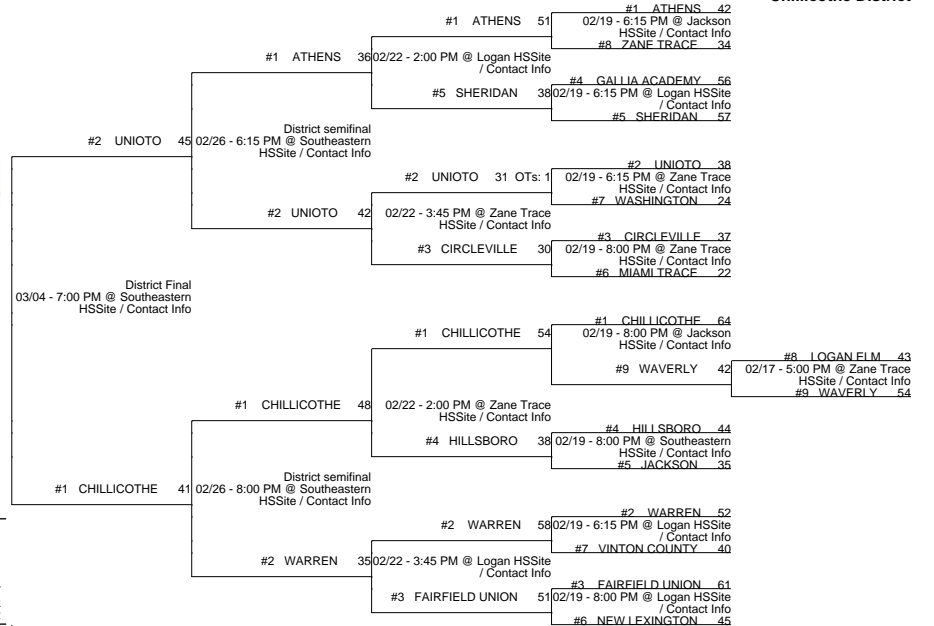 #1 ATHENS 42
02/19 - 6:15 PM @ Jackson
HSSite / Contact Info
#8 ZANE TRACE 34
#1 ATHENS 51
#1 ATHENS 36
02/22 - 2:00 PM @ Logan HSSite
/ Contact Info
#4 GALLIA ACADEMY 56
#5 SHERIDAN 38
02/19 - 6:15 PM @ Logan HSSite
/ Contact Info
#5 SHERIDAN 57
#2 UNIOTO 45
District semifinal
02/26 - 6:15 PM @ Southeastern
HSSite / Contact Info
#2 UNIOTO 38
#2 UNIOTO 31 OTs: 1
02/19 - 6:15 PM @ Zane Trace
HSSite / Contact Info
#7 WASHINGTON 24
#2 UNIOTO 42
02/22 - 3:45 PM @ Zane Trace
HSSite / Contact Info
#3 CIRCLEVILLE 37
#3 CIRCLEVILLE 30
02/19 - 8:00 PM @ Zane Trace
HSSite / Contact Info
#6 MIAMI TRACE 22
District Final
03/04 - 7:00 PM @ Southeastern
HSSite / Contact Info
#1 CHILLICOTHE 64
#1 CHILLICOTHE 54
02/19 - 8:00 PM @ Jackson
HSSite / Contact Info
#8 LOGAN ELM 43
#9 WAVERLY 42
02/17 - 5:00 PM @ Zane Trace
HSSite / Contact Info
#9 WAVERLY 54
#1 CHILLICOTHE 48
02/22 - 2:00 PM @ Zane Trace
HSSite / Contact Info
#4 HILLSBORO 44
#4 HILLSBORO 38
02/19 - 8:00 PM @ Southeastern
HSSite / Contact Info
#5 JACKSON 35
#1 CHILLICOTHE 41
District semifinal
02/26 - 8:00 PM @ Southeastern
HSSite / Contact Info
#2 WARREN 52
#2 WARREN 58
02/19 - 6:15 PM @ Logan HSSite
/ Contact Info
#7 VINTON COUNTY 40
#2 WARREN 35
02/22 - 3:45 PM @ Logan HSSite
/ Contact Info
#3 FAIRFIELD UNION 61
#3 FAIRFIELD UNION 51
02/19 - 8:00 PM @ Logan HSSite
/ Contact Info
#6 NEW LEXINGTON 45